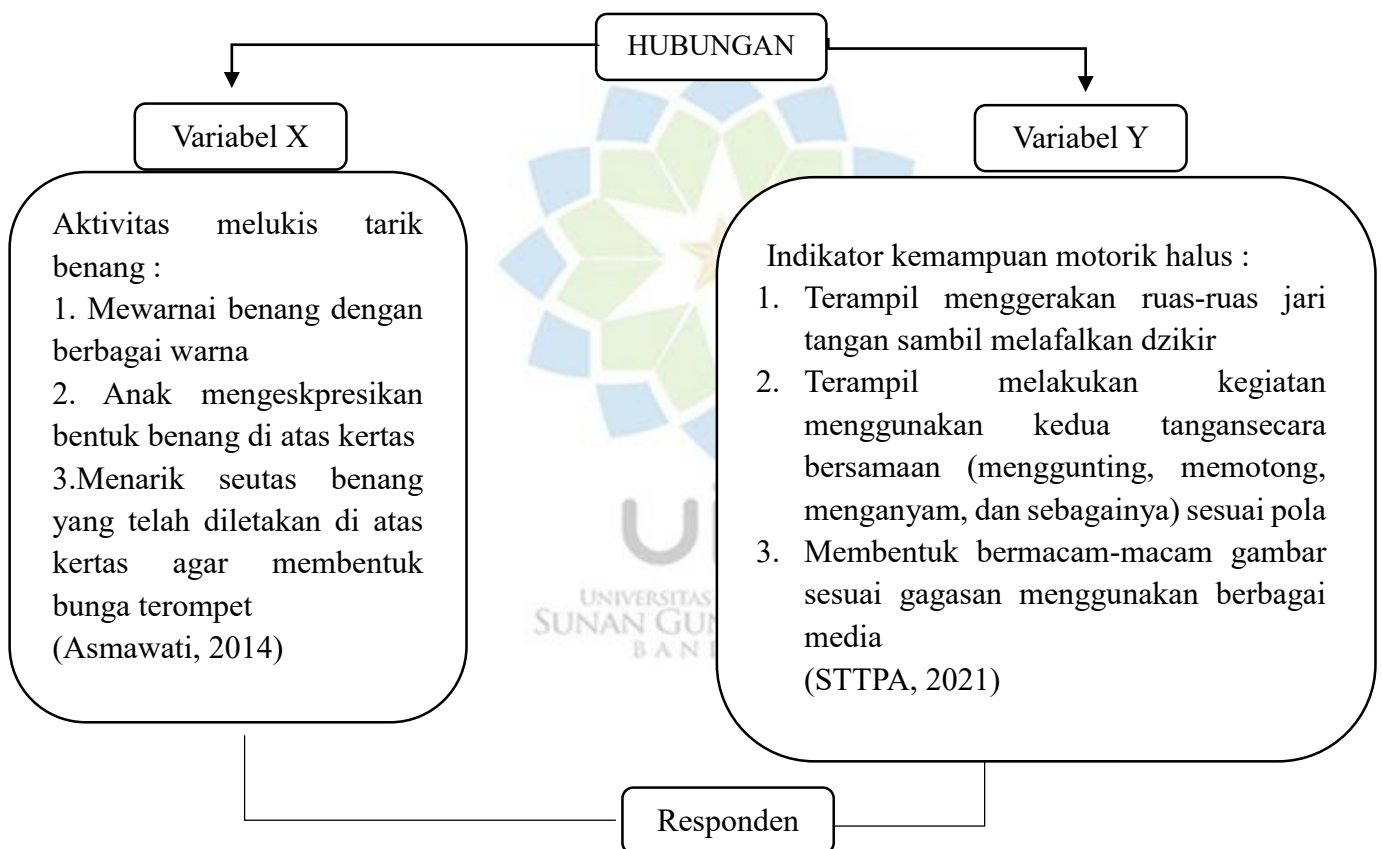 HUBUNGAN
Variabel X
Variabel Y
Aktivitas melukis tarik
benang :
1. Mewarnai benang dengan
berbagai warna
2. Anak mengeskpresikan
bentuk benang di atas kertas
3.Menarik seutas benang
yang telah diletakan di atas
kertas agar membentuk
bunga terompet
(Asmawati, 2014)
Indikator kemampuan motorik halus :
1. Terampil menggerakan ruas-ruas jari
tangan sambil melafalkan dzikir
2. Terampil melakukan kegiatan
menggunakan kedua tangansecara
bersamaan (menggunting, memotong,
menganyam, dan sebagainya) sesuai pola
3. Membentuk bermacam-macam gambar
sesuai gagasan menggunakan berbagai
media
(STTPA, 2021)
UNIVERSITAS
SUNAN
Responden